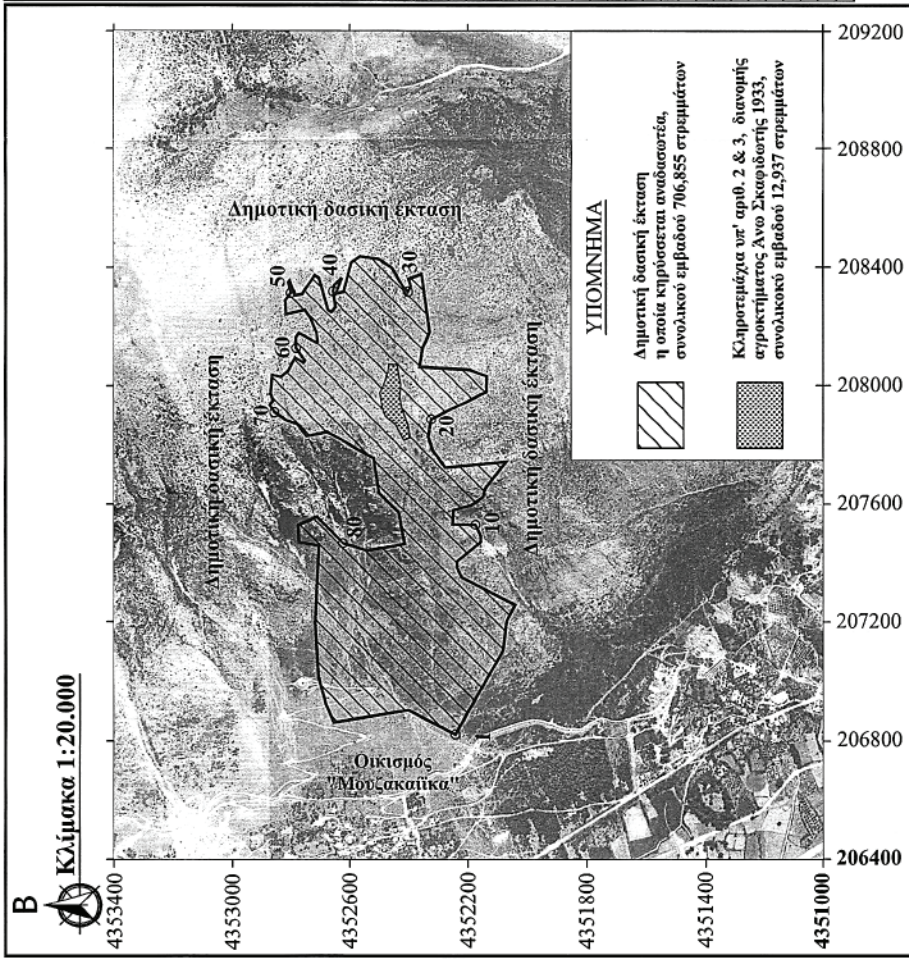 Β
Κλίμακα 1:20.000
4353400
4353000
4352600
4352200
4351800
4351400
4351000
206400
206800
207200
207600
208000
208400
208800
209200
Δημοτική δασική έκταση
Δημοτική δασική έκταση
Δημοτική δασική έκταση
Οικισμός
"Μουζακαίϊκα"
1
10
20
30
40
50
60
70
80
ΥΠΟΜΝΗΜΑ
Δημοτική δασική έκταση
η οποία κηρύσσεται αναδασωτέα,
συνολικού εμβαδού 706,855 στρεμμάτων
Κληροτεμάχια υπ' αριθ. 2 & 3, διανομής
αγροκτήματος Άνω Σκαφιδωτής 1933,
συνολικού εμβαδού 12,937 στρεμμάτων